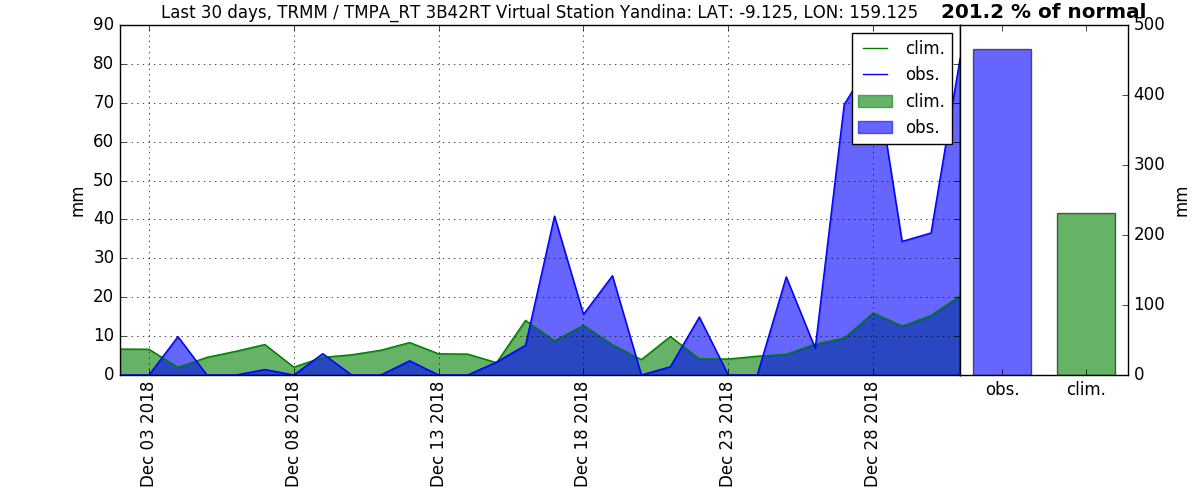 Last 30 days, TRMM / TMPA_RT 3B42RT Virtual Station Yandina: LAT: -9.125, LON: 159.125
201.2 % of normal
90
80
70
60
50
40
30
20
10
0
mm
clim.
obs.
clim.
obs.
Dec 03 2018
Dec 08 2018
Dec 13 2018
Dec 18 2018
Dec 23 2018
Dec 28 2018
500
400
300
200
100
0
mm
obs.
clim.